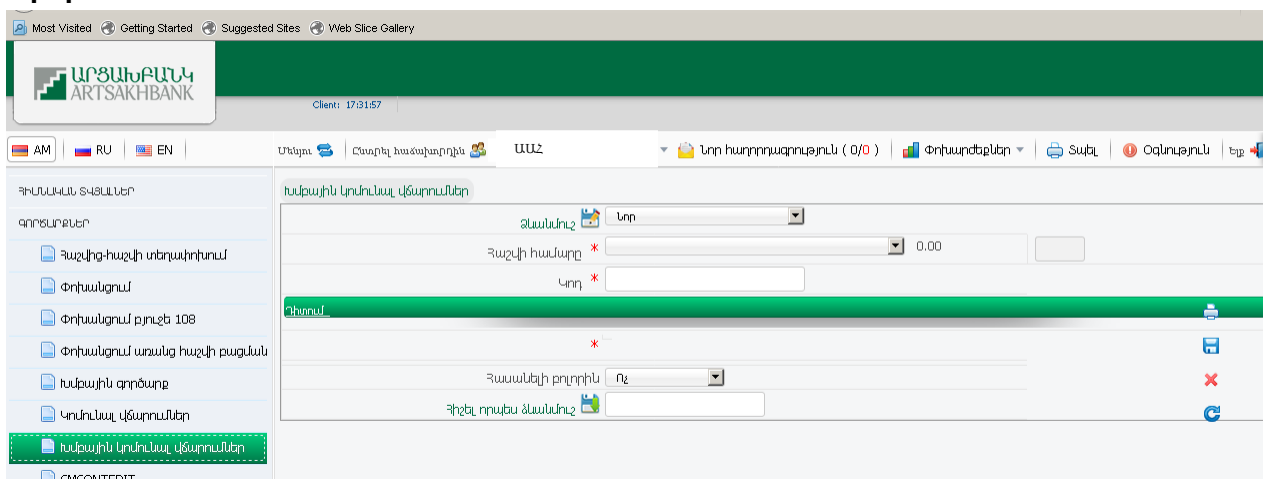 Most Visited Getting Started Suggested Sites Web Slice Gallery
ԱՐՑԱԽԲԱՆԿ
ARTSAKHBANK
Client: 17:31:57
AM RU EN Մենյու Ընտրել հաճախորդին ԱԱՀ Նոր հաղորդագրություն ( 0/0 ) Փոխարժեքներ Տպել Օգնություն Ելք
ՀԻՄՆԱԿԱՆ ՏՎՅԱԼՆԵՐ
ԳՈՐԾԱՐՔՆԵՐ
Հաշվից-հաշվի տեղափոխում
Փոխանցում
Փոխանցում բյուջե 108
Փոխանցում առանց հաշվի բացման
Խմբային գործարք
Կոմունալ վճարումներ
Խմբային կոմունալ վճարումներ
CMCONTEDIT
Խմբային կոմունալ վճարումներ
Ձևանմուշ Նոր
Հաշվի համարը * 0.00
Կոդ *
Դիտում
*
Հասանելի բոլորին Ոչ
Հիշել որպես ձևանմուշ